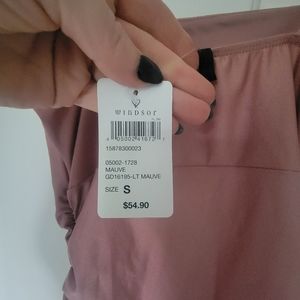 windsor
15878300023
05002-1728
MAUVE
GD16195-LT MAUVE
SIZE S
$54.90